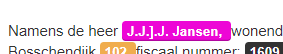 Namens de heer J.J.].J. Jansen, wonend
Bosschendijk 102 fiscaal nummer: 1609